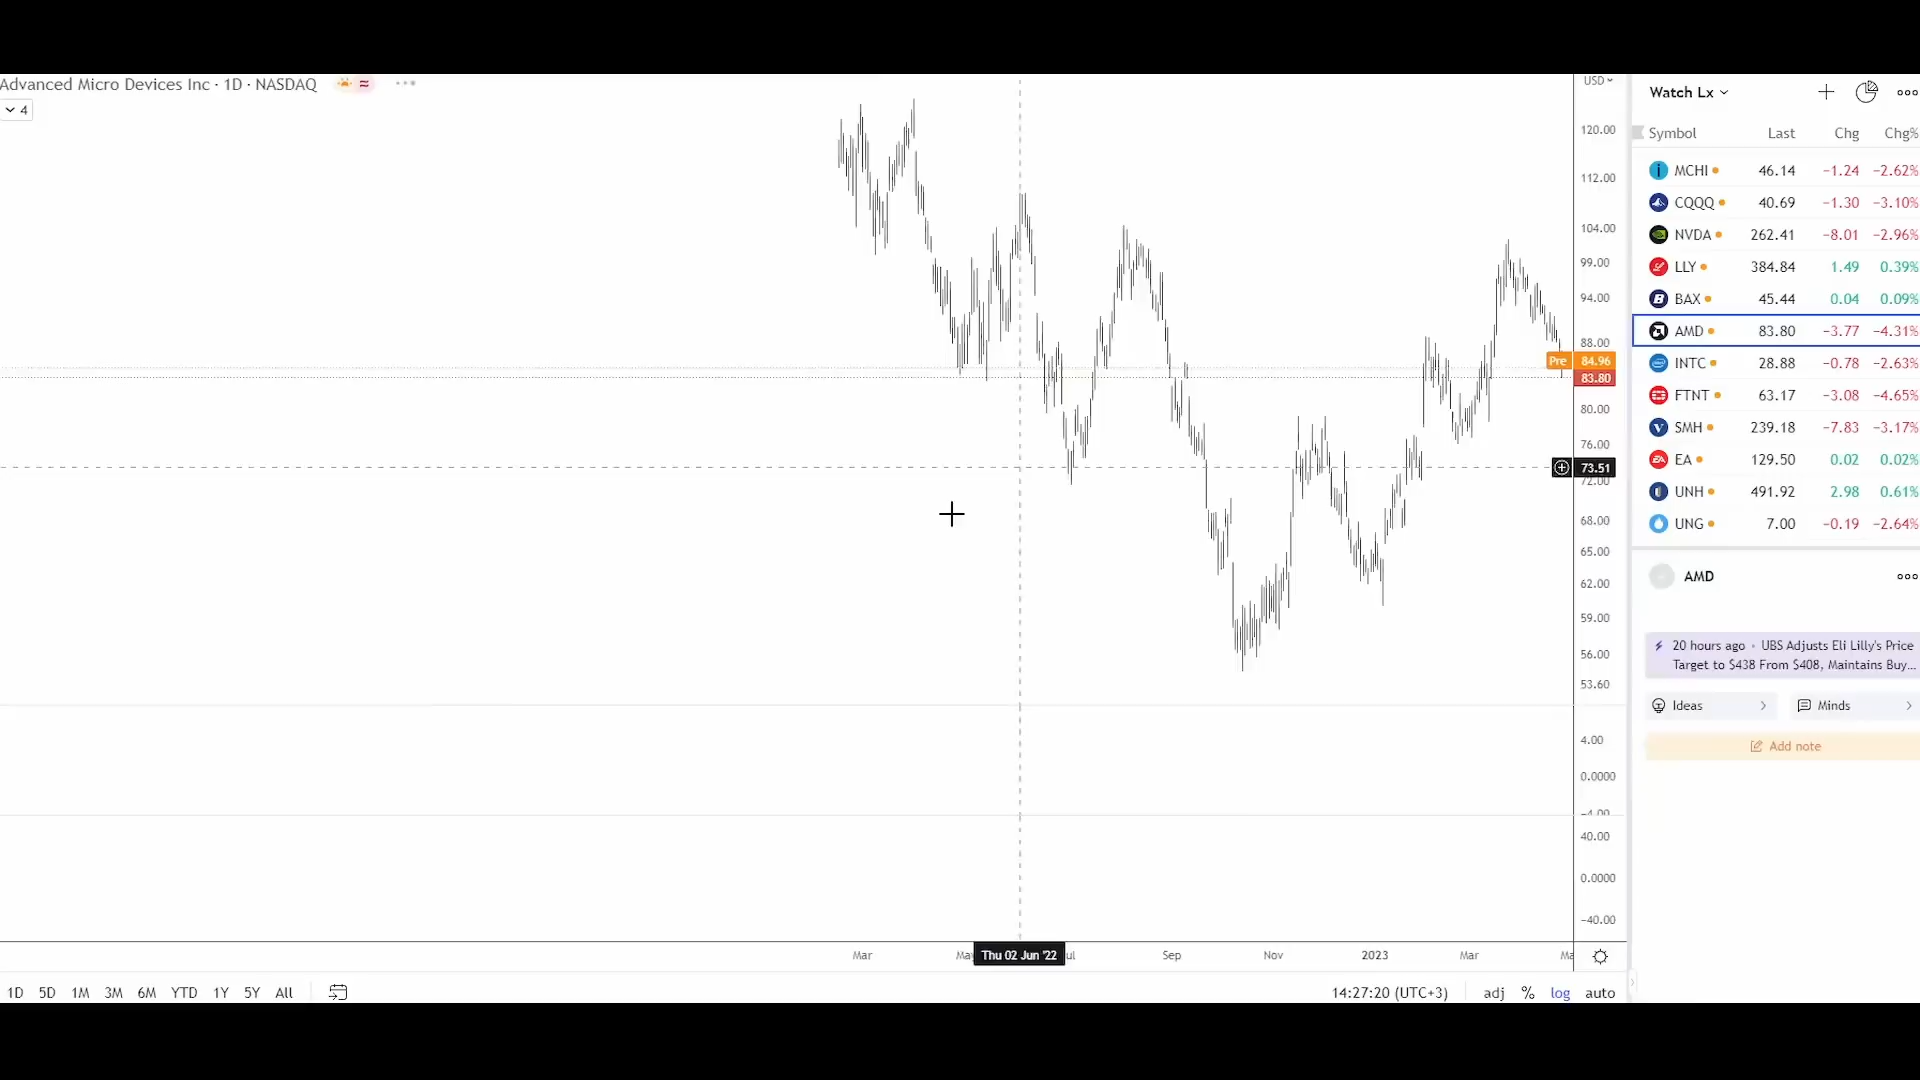 Advanced Micro Devices Inc · 1D · NASDAQ
4
USD
120.00
112.00
104.00
99.00
94.00
88.00
Pre 84.96
83.80
80.00
76.00
73.51
72.00
68.00
65.00
62.00
59.00
56.00
53.60
4.00
0.0000
−4.00
40.00
0.0000
−40.00
Mar May Thu 02 Jun '22 ul Sep Nov 2023 Mar Ma
1D 5D 1M 3M 6M YTD 1Y 5Y All
14:27:20 (UTC+3) adj % log auto
Watch Lx
Symbol Last Chg Chg%
MCHI 46.14 −1.24 −2.62%
CQQQ 40.69 −1.30 −3.10%
NVDA 262.41 −8.01 −2.96%
LLY 384.84 1.49 0.39%
BAX 45.44 0.04 0.09%
AMD 83.80 −3.77 −4.31%
INTC 28.88 −0.78 −2.63%
FTNT 63.17 −3.08 −4.65%
SMH 239.18 −7.83 −3.17%
EA 129.50 0.02 0.02%
UNH 491.92 2.98 0.61%
UNG 7.00 −0.19 −2.64%
AMD
20 hours ago • UBS Adjusts Eli Lilly's Price
Target to $438 From $408, Maintains Buy...
Ideas Minds
Add note